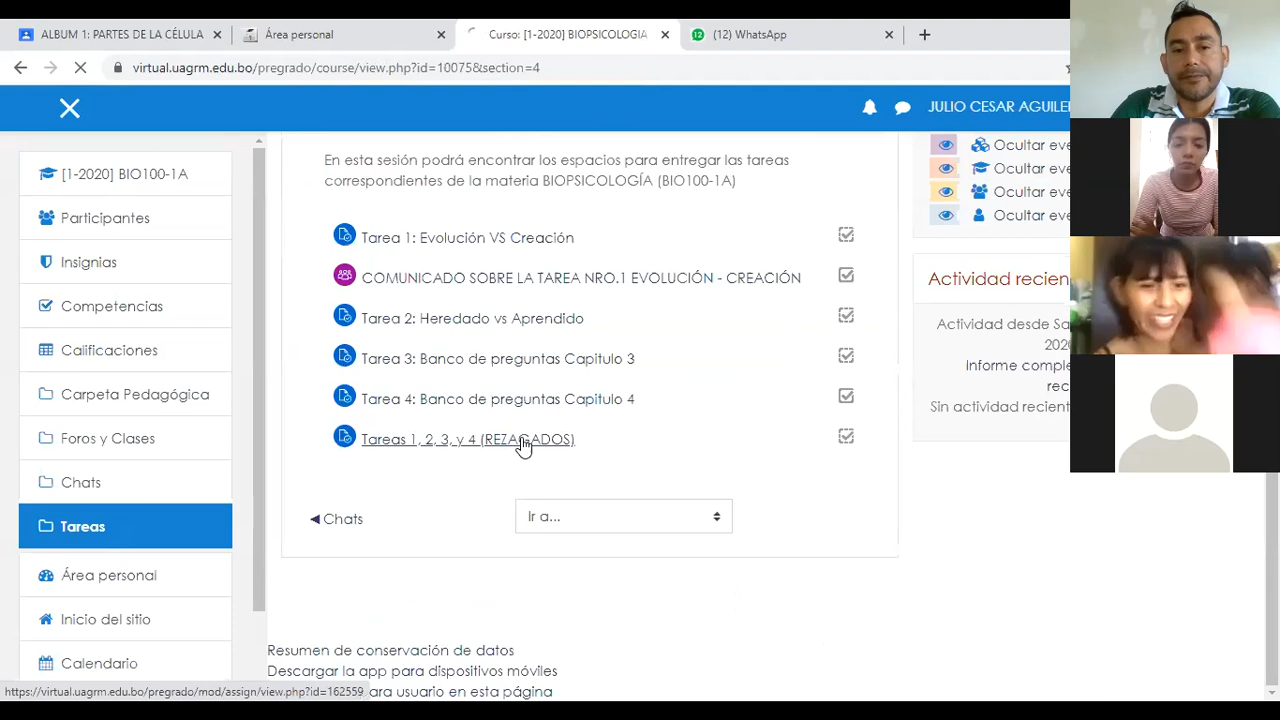 ALBUM 1: PARTES DE LA CÉLULA
Área personal
Curso: [1-2020] BIOPSICOLOGIA
(12) WhatsApp
virtual.uagrm.edu.bo/pregrado/course/view.php?id=10075&section=4
JULIO CESAR AGUILE
[1-2020] BIO100-1A
Participantes
Insignias
Competencias
Calificaciones
Carpeta Pedagógica
Foros y Clases
Chats
Tareas
Área personal
Inicio del sitio
Calendario
En esta sesión podrá encontrar los espacios para entregar las tareas
correspondientes de la materia BIOPSICOLOGÍA (BIO100-1A)
Tarea 1: Evolución VS Creación
COMUNICADO SOBRE LA TAREA NRO.1 EVOLUCIÓN - CREACIÓN
Tarea 2: Heredado vs Aprendido
Tarea 3: Banco de preguntas Capitulo 3
Tarea 4: Banco de preguntas Capitulo 4
Tareas 1, 2, 3, y 4 (REZAGADOS)
◀ Chats
Ir a...
Ocultar eve
Ocultar eve
Ocultar eve
Ocultar eve
Actividad recien
Actividad desde Sa
202
Informe comple
rec
Sin actividad recient
Resumen de conservación de datos
Descargar la app para dispositivos móviles
ara usuario en esta página
https://virtual.uagrm.edu.bo/pregrado/mod/assign/view.php?id=162559